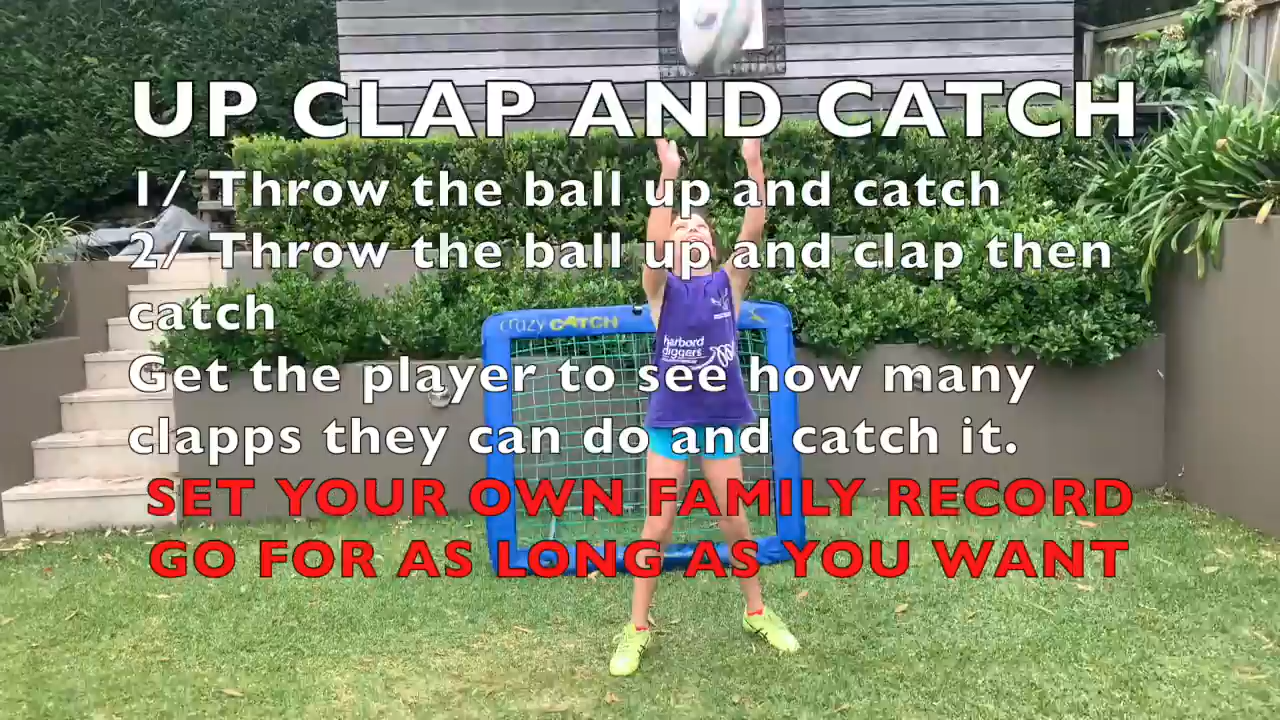 UP CLAP AND CATCH
1/ Throw the ball up and catch
2/ Throw the ball up and clap then
catch
Get the player to see how many
clapps they can do and catch it.
SET YOUR OWN FAMILY RECORD
GO FOR AS LONG AS YOU WANT
crazy CATCH
harbord
diggers